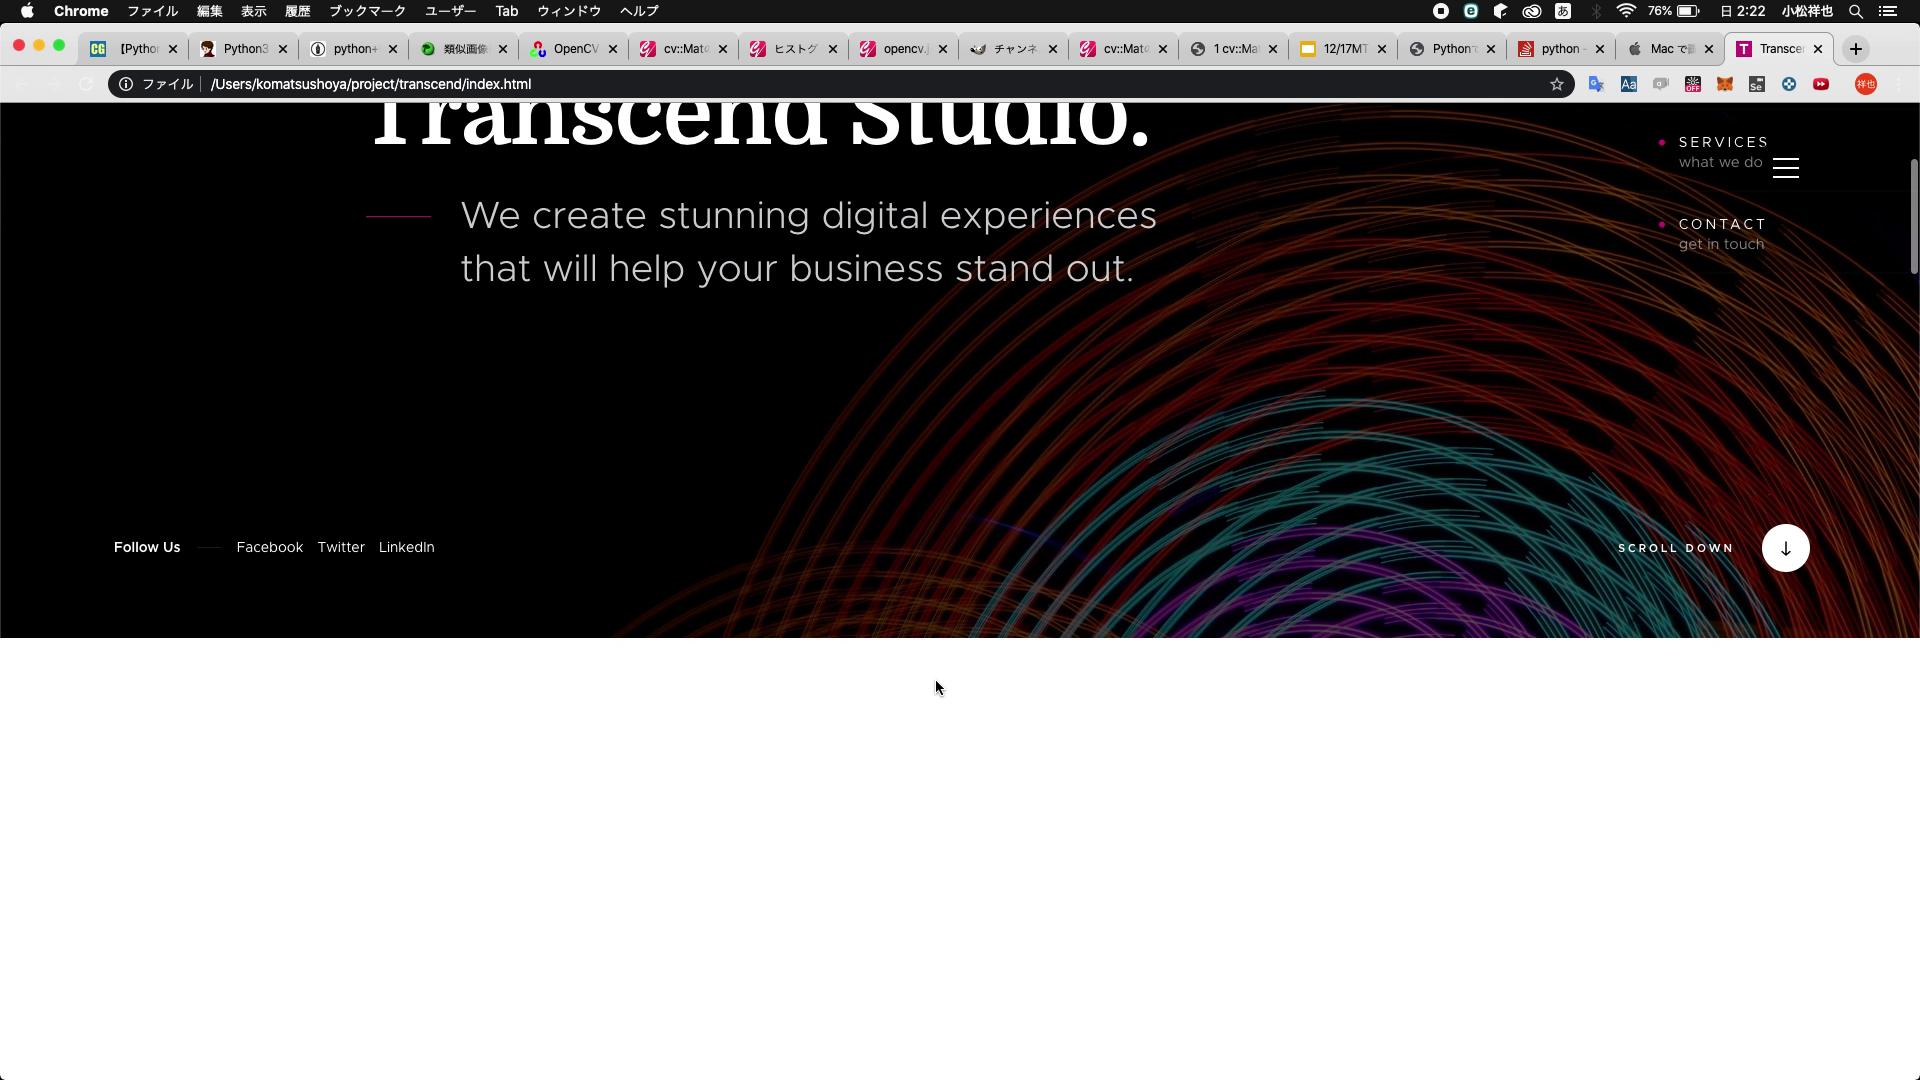 Chrome ファイル 編集 表示 履歴 ブックマーク ユーザー Tab ウィンドウ ヘルプ 76% 日 2:22 小松祥也
【Pytho Python3 python+ 類似画像 OpenCV cv::Mat ヒストグ opencv. チャンネ cv::Mat 1 cv::Ma 12/17MT Python python - Mac で Transce
ファイル /Users/komatsushoya/project/transcend/index.html 祥也
Transcend Studio.
We create stunning digital experiences
that will help your business stand out.
SERVICES
what we do
CONTACT
get in touch
Follow Us Facebook Twitter LinkedIn
SCROLL DOWN